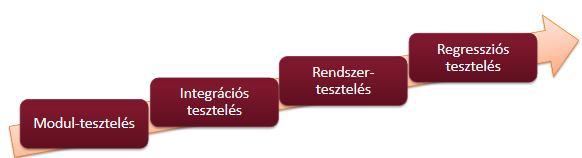 Modul-tesztelés
Integrációs
tesztelés
Rendszer-
tesztelés
Regressziós
tesztelés